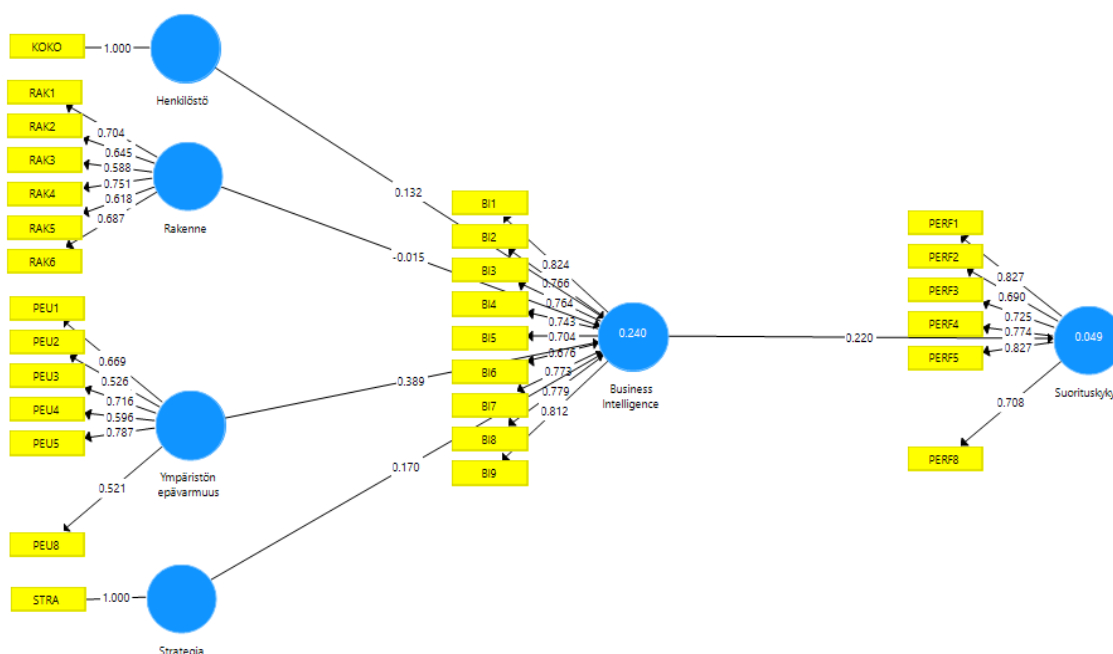 KOKO
1.000
Henkilöstö
RAK1
RAK2
RAK3
RAK4
RAK5
RAK6
0.704
0.645
0.588
0.751
0.618
0.687
Rakenne
PEU1
PEU2
PEU3
PEU4
PEU5
PEU8
0.669
0.526
0.716
0.596
0.787
0.521
Ympäristön
epävarmuus
STRA
1.000
Strategia
0.132
-0.015
0.389
0.170
BI1
BI2
BI3
BI4
BI5
BI6
BI7
BI8
BI9
0.824
0.766
0.764
0.743
0.704
0.676
0.773
0.779
0.812
0.240
Business
Intelligence
0.220
PERF1
PERF2
PERF3
PERF4
PERF5
PERF8
0.827
0.690
0.725
0.774
0.827
0.708
0.049
Suorituskyky